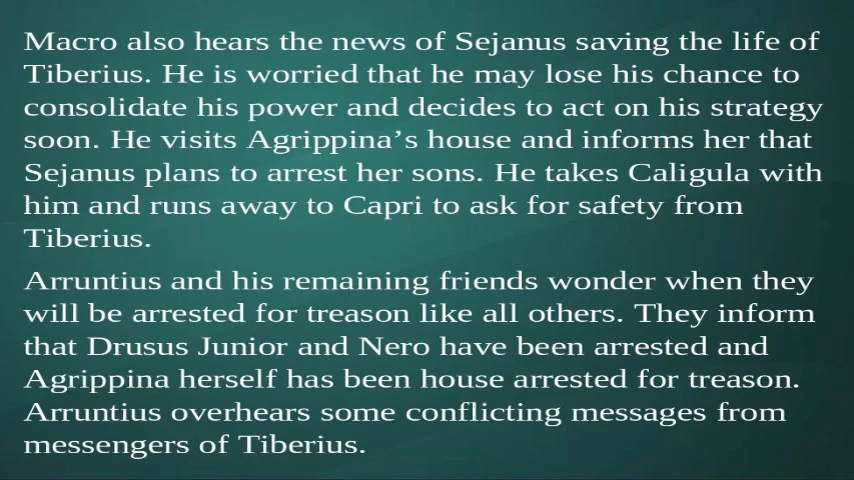 Macro also hears the news of Sejanus saving the life of
Tiberius. He is worried that he may lose his chance to
consolidate his power and decides to act on his strategy
soon. He visits Agrippina’s house and informs her that
Sejanus plans to arrest her sons. He takes Caligula with
him and runs away to Capri to ask for safety from
Tiberius.
Arruntius and his remaining friends wonder when they
will be arrested for treason like all others. They inform
that Drusus Junior and Nero have been arrested and
Agrippina herself has been house arrested for treason.
Arruntius overhears some conflicting messages from
messengers of Tiberius.